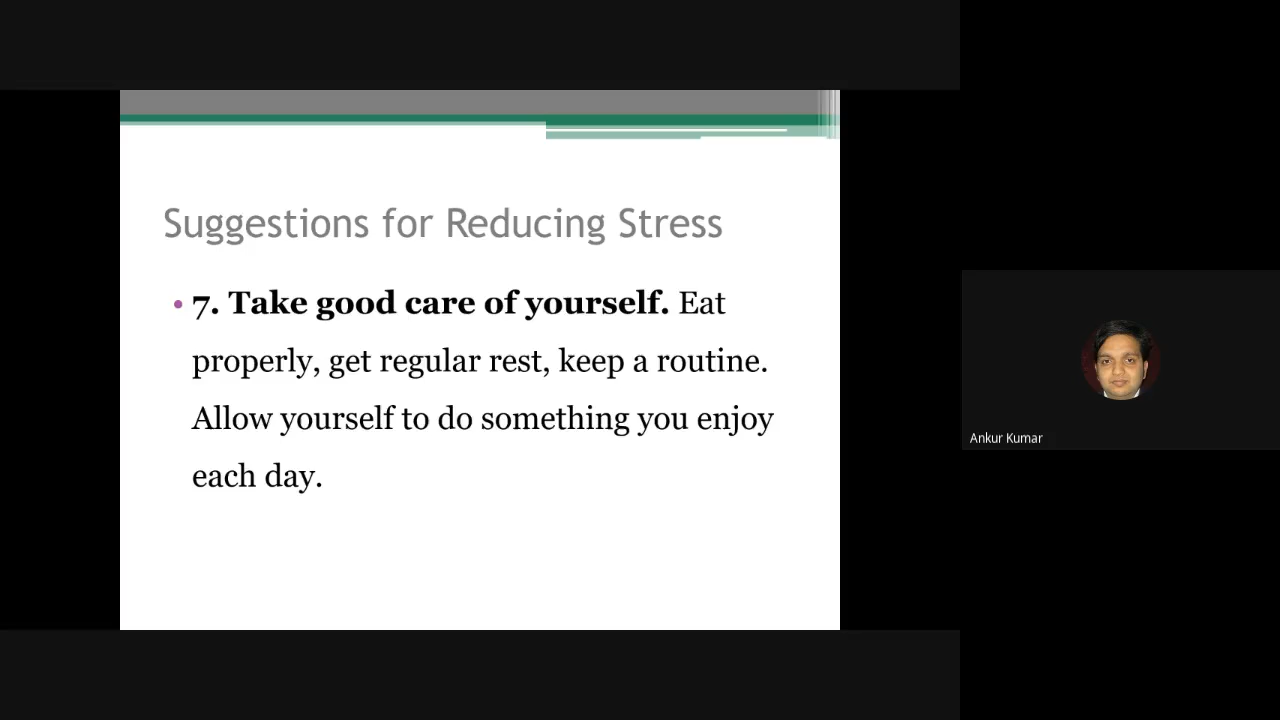 Suggestions for Reducing Stress
• 7. Take good care of yourself. Eat
properly, get regular rest, keep a routine.
Allow yourself to do something you enjoy
each day.
Ankur Kumar